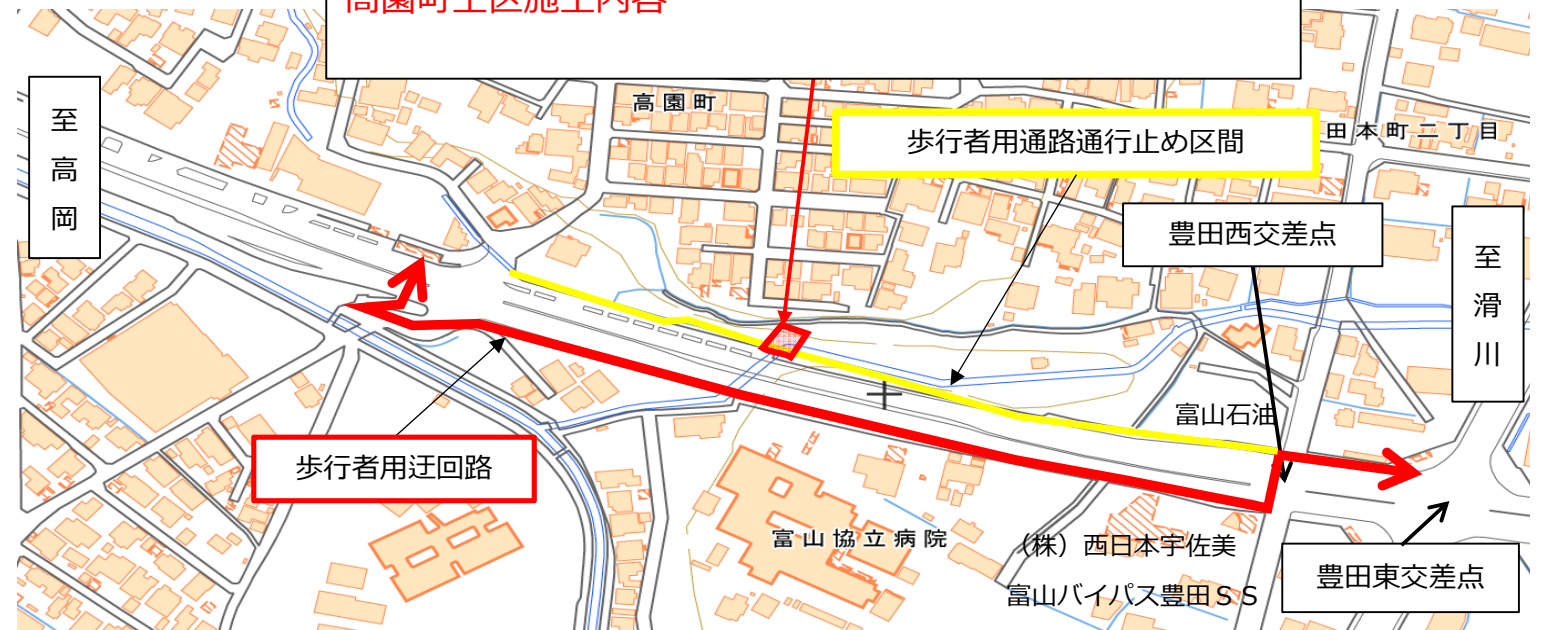 高園町工区施工内容
至高岡
高園町
歩行者用通路通行止め区間
田本町二丁目
豊田西交差点
至滑川
富山石油
歩行者用迂回路
富山協立病院
(株)西日本宇佐美
富山バイパス豊田SS
豊田東交差点